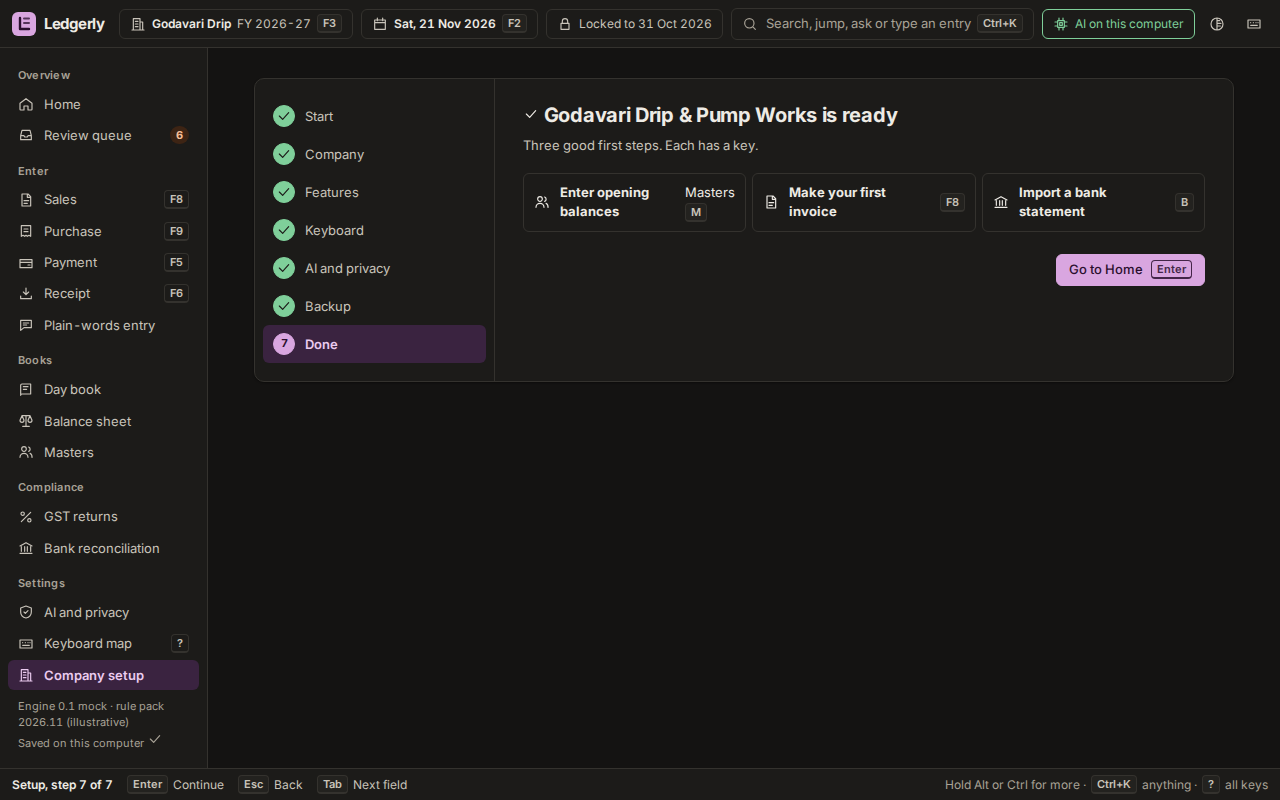 Ledgerly
Godavari Drip FY 2026-27 F3
Sat, 21 Nov 2026 F2
Locked to 31 Oct 2026
Search, jump, ask or type an entry Ctrl+K
AI on this computer
Overview
Home
Review queue 6
Enter
Sales F8
Purchase F9
Payment F5
Receipt F6
Plain-words entry
Books
Day book
Balance sheet
Masters
Compliance
GST returns
Bank reconciliation
Settings
AI and privacy
Keyboard map ?
Company setup
Engine 0.1 mock · rule pack
2026.11 (illustrative)
Saved on this computer
Start
Company
Features
Keyboard
AI and privacy
Backup
7 Done
Godavari Drip & Pump Works is ready
Three good first steps. Each has a key.
Enter opening
balances
Masters
M
Make your first
invoice
F8
Import a bank
statement
B
Go to Home Enter
Setup, step 7 of 7 Enter Continue Esc Back Tab Next field
Hold Alt or Ctrl for more · Ctrl+K anything · ? all keys